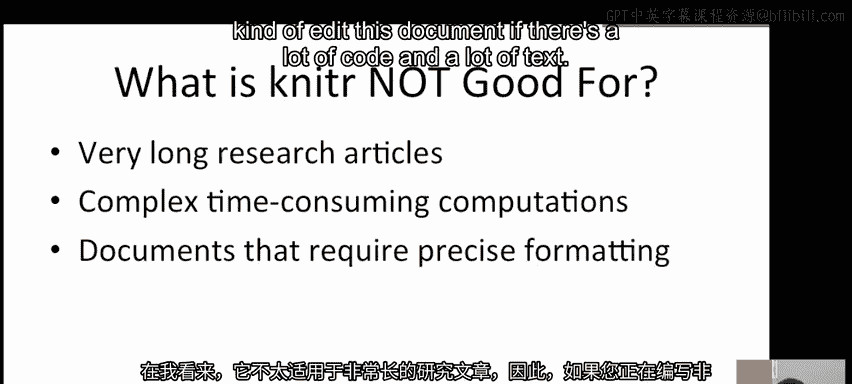 GPT中英字幕课程资源@bilibili.com
kind of edit this document if there's a
lot of code and a lot of text.
What is knitr NOT Good For?
• Very long research articles
• Complex time-consuming computations
• Documents that require precise formatting
在我看来，它不太适用于非常长的研究文章，因此，如果您正在编写非